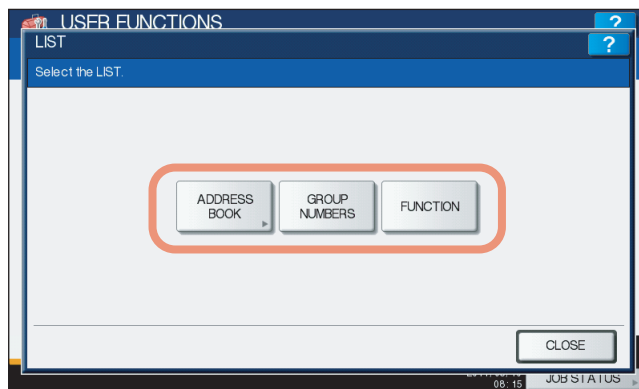 USER FUNCTIONS
?
LIST
?
Select the LIST.
ADDRESS
BOOK
GROUP
NUMBERS
FUNCTION
CLOSE
08:15
JOB STATUS